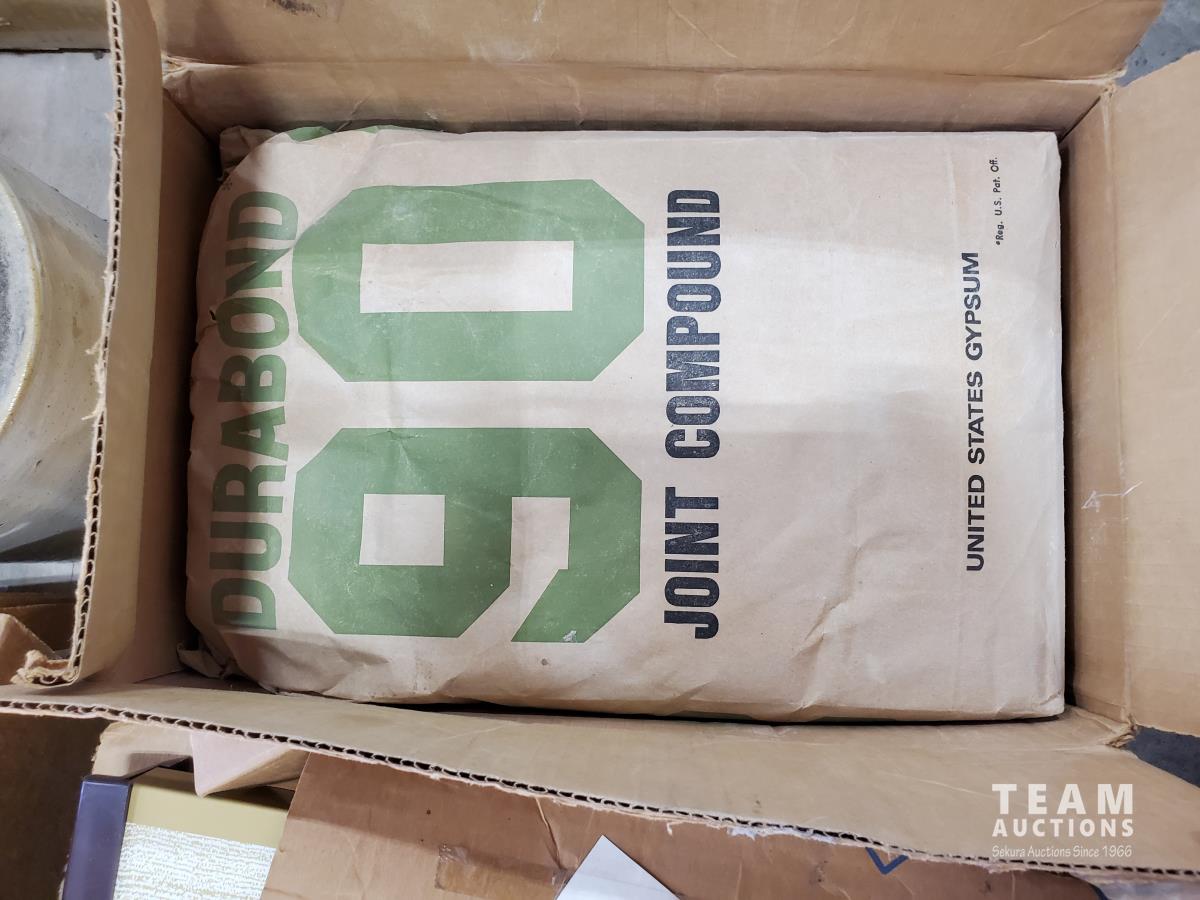 DURABOND*
90
JOINT COMPOUND
UNITED STATES GYPSUM
*Reg. U.S. Pat. Off.
TEAM
AUCTIONS
Sekura Auctions Since 1966